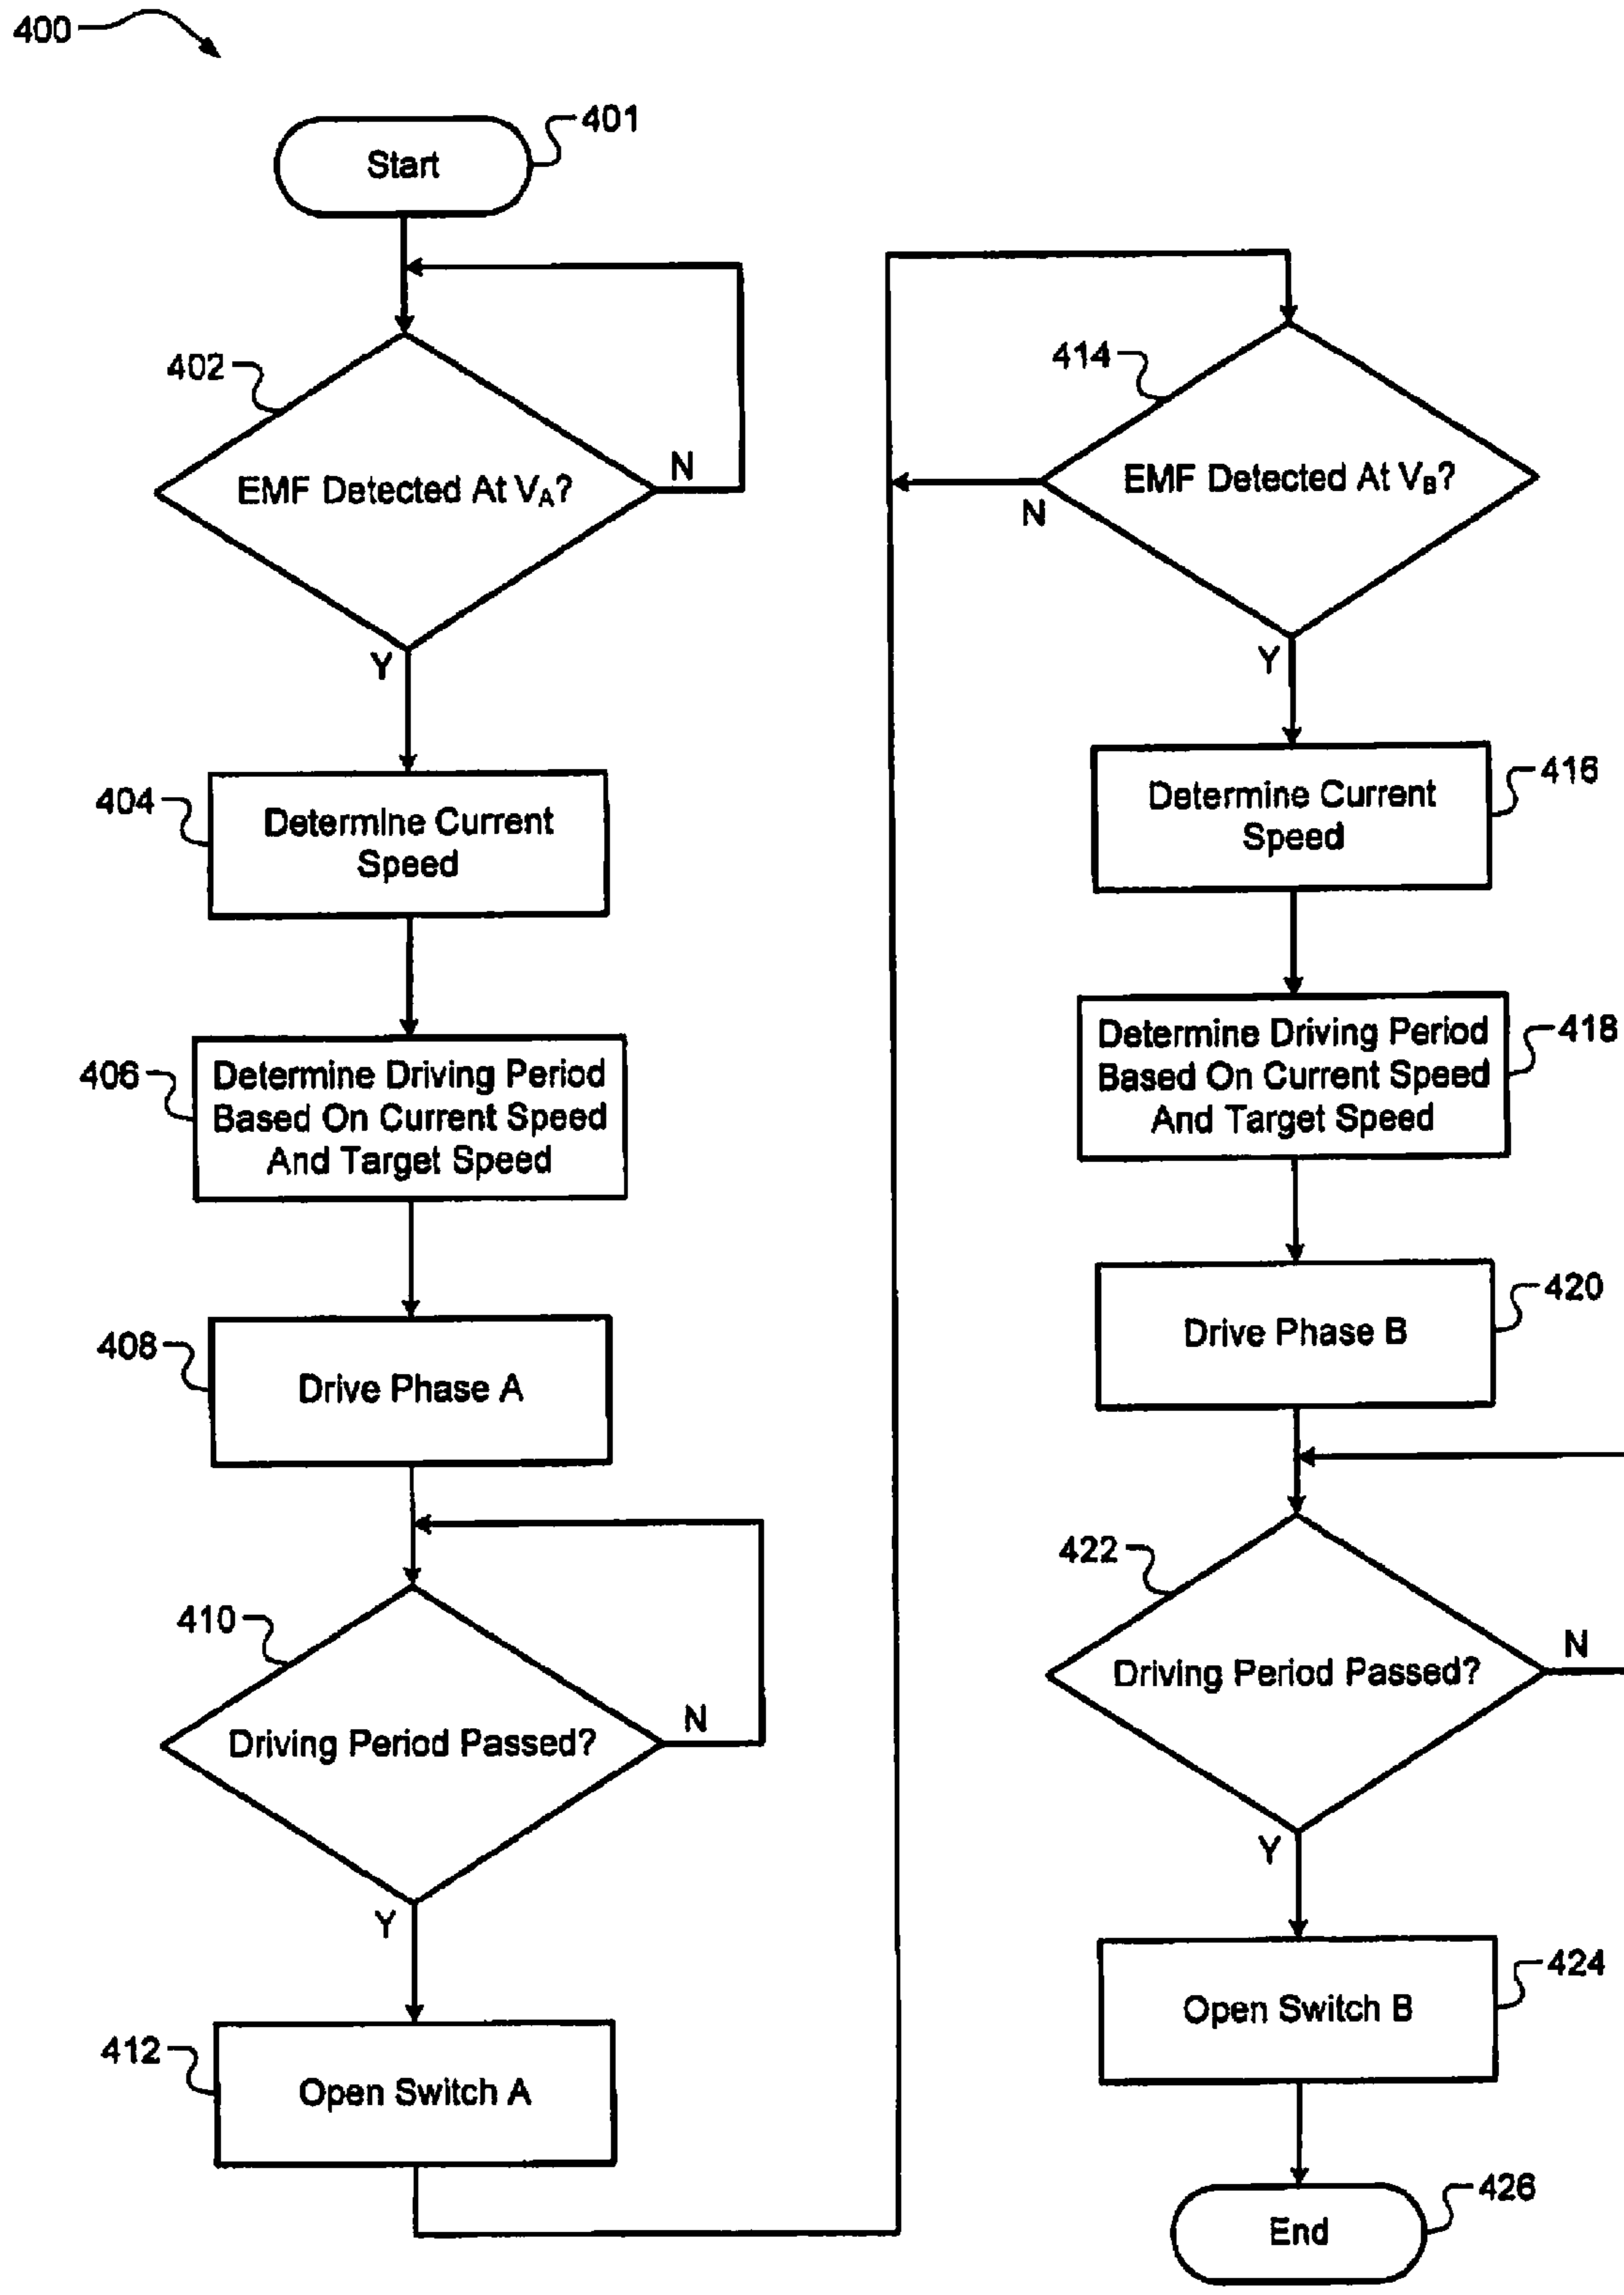 400
401
Start
402
EMF Detected At VA?
N
Y
404
Determine Current
Speed
406
Determine Driving Period
Based On Current Speed
And Target Speed
408
Drive Phase A
410
Driving Period Passed?
N
Y
412
Open Switch A
414
EMF Detected At VB?
N
Y
416
Determine Current
Speed
418
Determine Driving Period
Based On Current Speed
And Target Speed
420
Drive Phase B
422
Driving Period Passed?
N
Y
424
Open Switch B
426
End